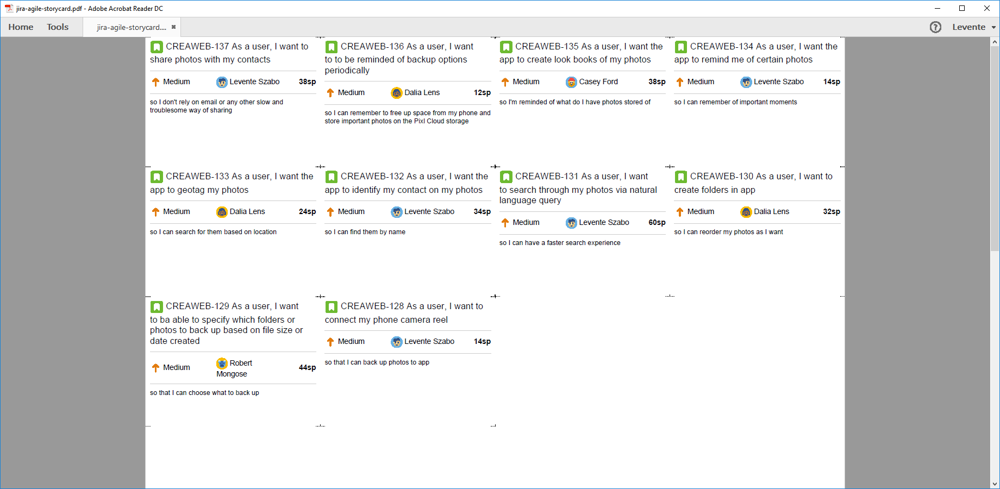 jira-agile-storycard.pdf - Adobe Acrobat Reader DC
Home Tools jira-agile-storycard.... Levente
CREAWEB-137 As a user, I want to
share photos with my contacts
Medium Levente Szabo 38sp
so I don't rely on email or any other slow and
troublesome way of sharing
CREAWEB-136 As a user, I want
to to be reminded of backup options
periodically
Medium Dalia Lens 12sp
so I can remember to free up space from my phone and
store important photos on the Pixl Cloud storage
CREAWEB-135 As a user, I want the
app to create look books of my photos
Medium Casey Ford 38sp
so I'm reminded of what do I have photos stored of
CREAWEB-134 As a user, I want the
app to remind me of certain photos
Medium Levente Szabo 14sp
so I can remember of important moments
CREAWEB-133 As a user, I want the
app to geotag my photos
Medium Dalia Lens 24sp
so I can search for them based on location
CREAWEB-132 As a user, I want the
app to identify my contact on my photos
Medium Levente Szabo 34sp
so I can find them by name
CREAWEB-131 As a user, I want
to search through my photos via natural
language query
Medium Levente Szabo 60sp
so I can have a faster search experience
CREAWEB-130 As a user, I want to
create folders in app
Medium Dalia Lens 32sp
so I can reorder my photos as I want
CREAWEB-129 As a user, I want
to ba able to specify which folders or
photos to back up based on file size or
date created
Medium Robert Mongose 44sp
so that I can choose what to back up
CREAWEB-128 As a user, I want to
connect my phone camera reel
Medium Levente Szabo 14sp
so that I can back up photos to app